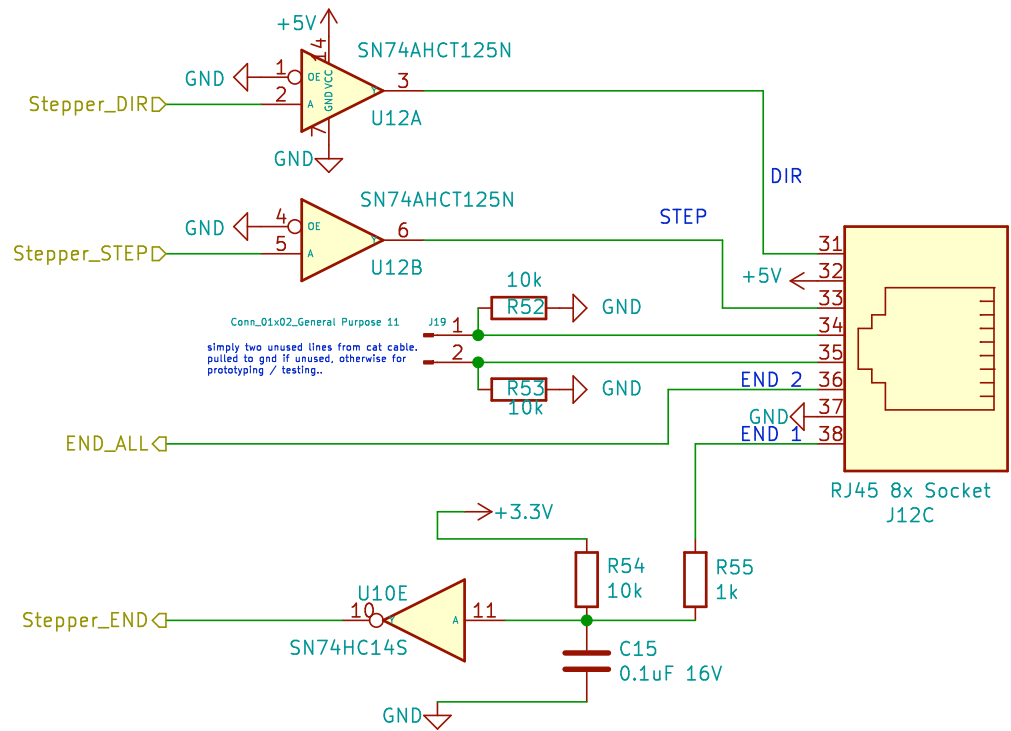 +5V
14
SN74AHCT125N
GND
1
OE
VCC
3
Stepper_DIR
2
A
GND
Y
U12A
7
GND
DIR
SN74AHCT125N
STEP
GND
4
OE
6
Stepper_STEP
5
A
Y
U12B
31
+5V
32
10k
R52
GND
33
Conn_01x02_General Purpose 11
J19
1
34
simply two unused lines from cat cable.
pulled to gnd if unused, otherwise for
prototyping / testing..
2
35
R53
GND
10k
END 2
36
GND
37
END_ALL
END 1
38
RJ45 8x Socket
J12C
+3.3V
R54
10k
R55
1k
U10E
Stepper_END
10
Y
A
11
SN74HC14S
C15
0.1uF 16V
GND